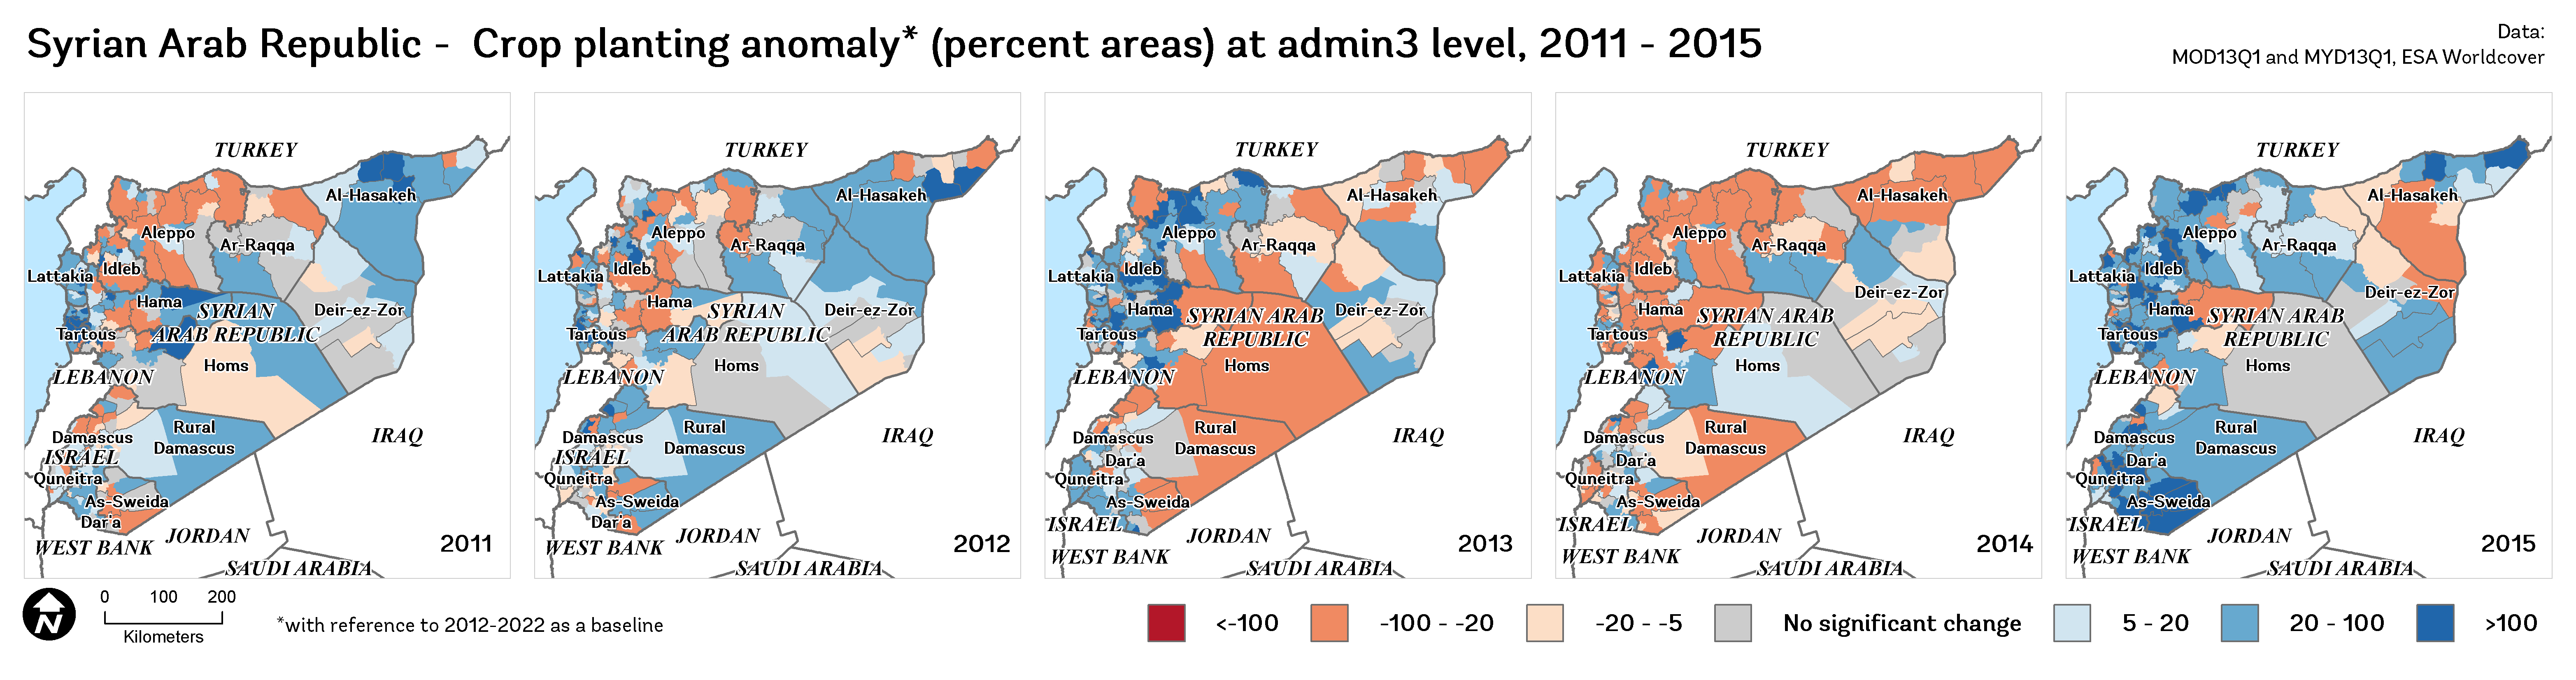 Syrian Arab Republic - Crop planting anomaly* (percent areas) at admin3 level, 2011 - 2015
Data:
MOD13Q1 and MYD13Q1, ESA Worldcover
TURKEY
Al-Hasakeh
Aleppo
Ar-Raqqa
Lattakia
Idleb
Hama
SYRIAN
Deir-ez-Zor
Tartous
ARAB REPUBLIC
Homs
LEBANON
Rural
Damascus
Damascus
IRAQ
ISRAEL
Quneitra
As-Sweida
Dar'a
JORDAN
WEST BANK
2011
SAUDI ARABIA
TURKEY
Al-Hasakeh
Aleppo
Ar-Raqqa
Lattakia
Idleb
Hama
SYRIAN
Deir-ez-Zor
Tartous
ARAB REPUBLIC
Homs
LEBANON
Rural
Damascus
Damascus
IRAQ
ISRAEL
Quneitra
As-Sweida
Dar'a
JORDAN
WEST BANK
2012
SAUDI ARABIA
TURKEY
Al-Hasakeh
Aleppo
Ar-Raqqa
Lattakia
Idleb
Hama
SYRIAN ARAB
Deir-ez-Zor
Tartous
REPUBLIC
Homs
LEBANON
Rural
Damascus
Damascus
IRAQ
Dar'a
Quneitra
As-Sweida
ISRAEL
JORDAN
WEST BANK
2013
SAUDI ARABIA
TURKEY
Al-Hasakeh
Aleppo
Ar-Raqqa
Lattakia
Idleb
Deir-ez-Zor
Hama
SYRIAN ARAB
Tartous
REPUBLIC
Homs
LEBANON
Rural
Damascus
Damascus
IRAQ
Dar'a
Quneitra
As-Sweida
ISRAEL
JORDAN
WEST BANK
2014
SAUDI ARABIA
TURKEY
Al-Hasakeh
Aleppo
Ar-Raqqa
Lattakia
Idleb
Deir-ez-Zor
Hama
SYRIAN ARAB
Tartous
REPUBLIC
Homs
LEBANON
Rural
Damascus
Damascus
IRAQ
Dar'a
Quneitra
As-Sweida
ISRAEL
JORDAN
WEST BANK
2015
SAUDI ARABIA
N
0 100 200
Kilometers
*with reference to 2012-2022 as a baseline
<-100
-100 - -20
-20 - -5
No significant change
5 - 20
20 - 100
>100